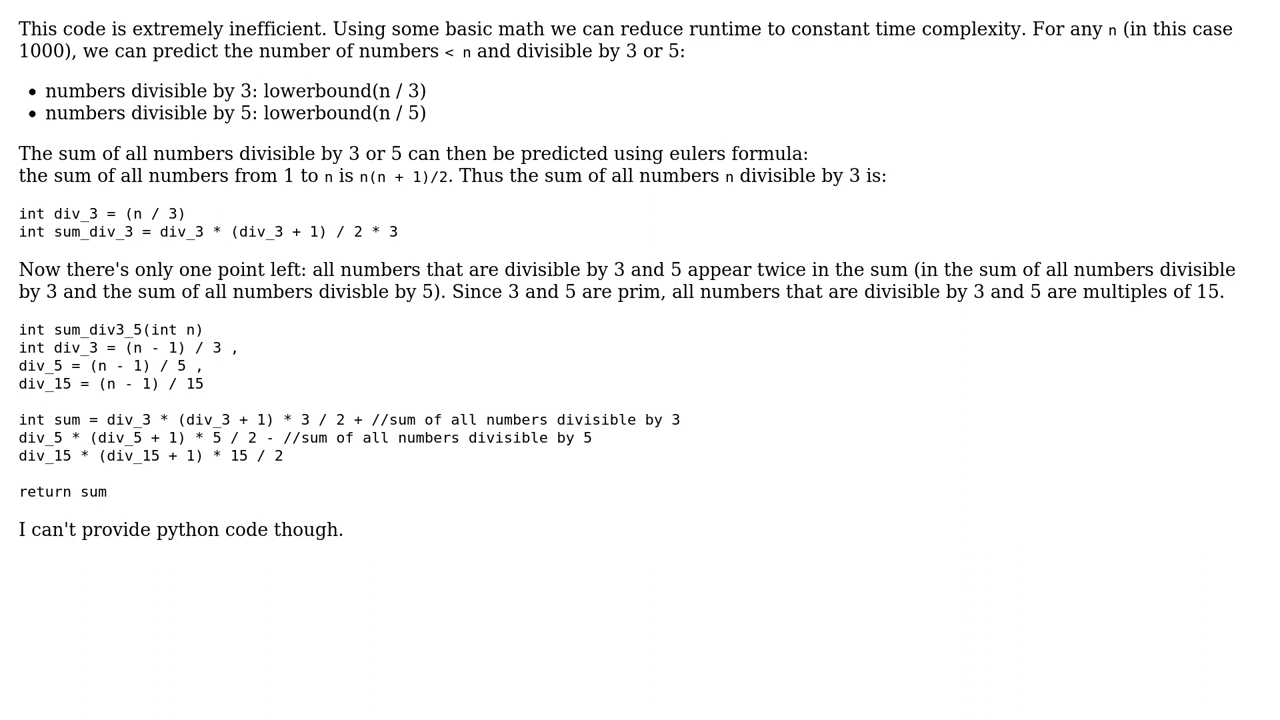 This code is extremely inefficient. Using some basic math we can reduce runtime to constant time complexity. For any n (in this case
1000), we can predict the number of numbers < n and divisible by 3 or 5:
• numbers divisible by 3: lowerbound(n / 3)
• numbers divisible by 5: lowerbound(n / 5)
The sum of all numbers divisible by 3 or 5 can then be predicted using eulers formula:
the sum of all numbers from 1 to n is n(n + 1)/2. Thus the sum of all numbers n divisible by 3 is:
int div_3 = (n / 3)
int sum_div_3 = div_3 * (div_3 + 1) / 2 * 3
Now there's only one point left: all numbers that are divisible by 3 and 5 appear twice in the sum (in the sum of all numbers divisible
by 3 and the sum of all numbers divisble by 5). Since 3 and 5 are prim, all numbers that are divisible by 3 and 5 are multiples of 15.
int sum_div3_5(int n)
int div_3 = (n - 1) / 3 ,
div_5 = (n - 1) / 5 ,
div_15 = (n - 1) / 15
int sum = div_3 * (div_3 + 1) * 3 / 2 + //sum of all numbers divisible by 3
div_5 * (div_5 + 1) * 5 / 2 - //sum of all numbers divisible by 5
div_15 * (div_15 + 1) * 15 / 2
return sum
I can't provide python code though.